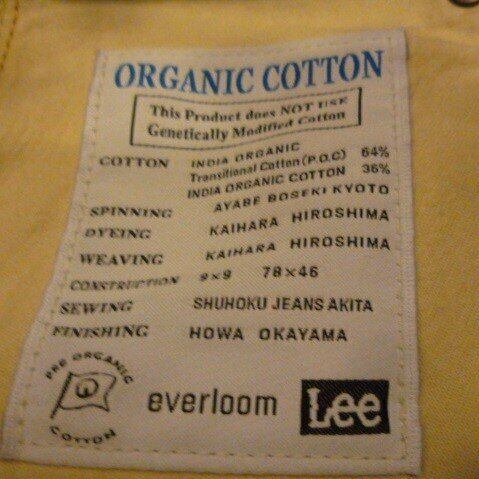 ORGANIC COTTON
This Product does NOT USE
Genetically Modified Cotton
COTTON INDIA ORGANIC
Transitional Cotton (P.O.C) 64%
INDIA ORGANIC COTTON 36%
SPINNING AYABE BOSEKI KYOTO
DYEING KAIHARA HIROSHIMA
WEAVING KAIHARA HIROSHIMA
CONSTRUCTION 9×9 78×46
SEWING SHUHOKU JEANS AKITA
FINISHING HOWA OKAYAMA
PRE ORGANIC
COTTON
everloom Lee